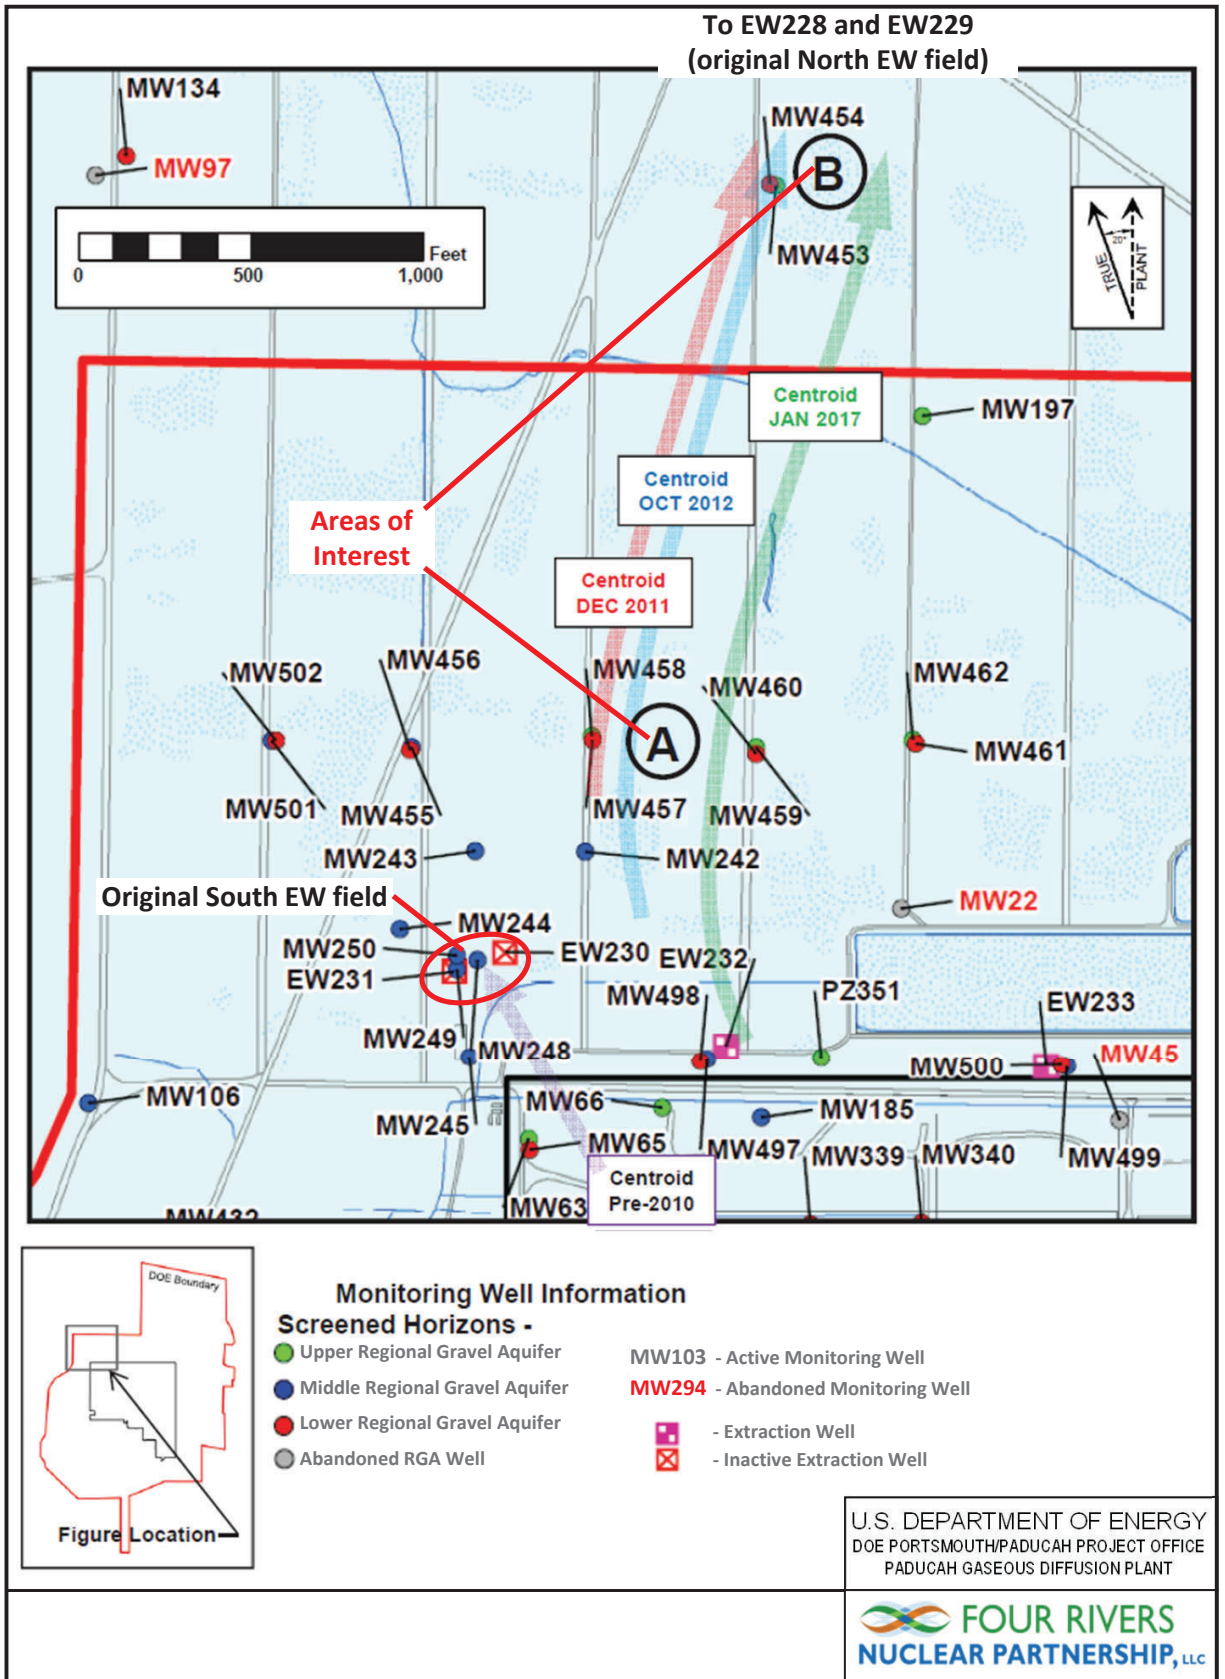 To EW228 and EW229
(original North EW field)
MW134
MW454
MW97
B
Feet
0
500
1,000
MW453
TRUE
20°
PLANT
Centroid
JAN 2017
MW197
Centroid
OCT 2012
Areas of
Interest
Centroid
DEC 2011
MW502
MW456
MW458
MW460
MW462
A
MW461
MW501
MW455
MW457
MW459
MW243
MW242
Original South EW field
MW22
MW244
MW250
EW230
EW232
EW231
MW498
PZ351
EW233
MW249
MW248
MW500
MW45
MW106
MW66
MW185
MW245
MW65
MW497
MW339
MW340
MW499
Centroid
Pre-2010
MW63
MW432
DOE Boundary
Figure Location
Monitoring Well Information
Screened Horizons -
Upper Regional Gravel Aquifer
Middle Regional Gravel Aquifer
Lower Regional Gravel Aquifer
Abandoned RGA Well
MW103 - Active Monitoring Well
MW294 - Abandoned Monitoring Well
- Extraction Well
- Inactive Extraction Well
U.S. DEPARTMENT OF ENERGY
DOE PORTSMOUTH/PADUCAH PROJECT OFFICE
PADUCAH GASEOUS DIFFUSION PLANT
FOUR RIVERS
NUCLEAR PARTNERSHIP, LLC